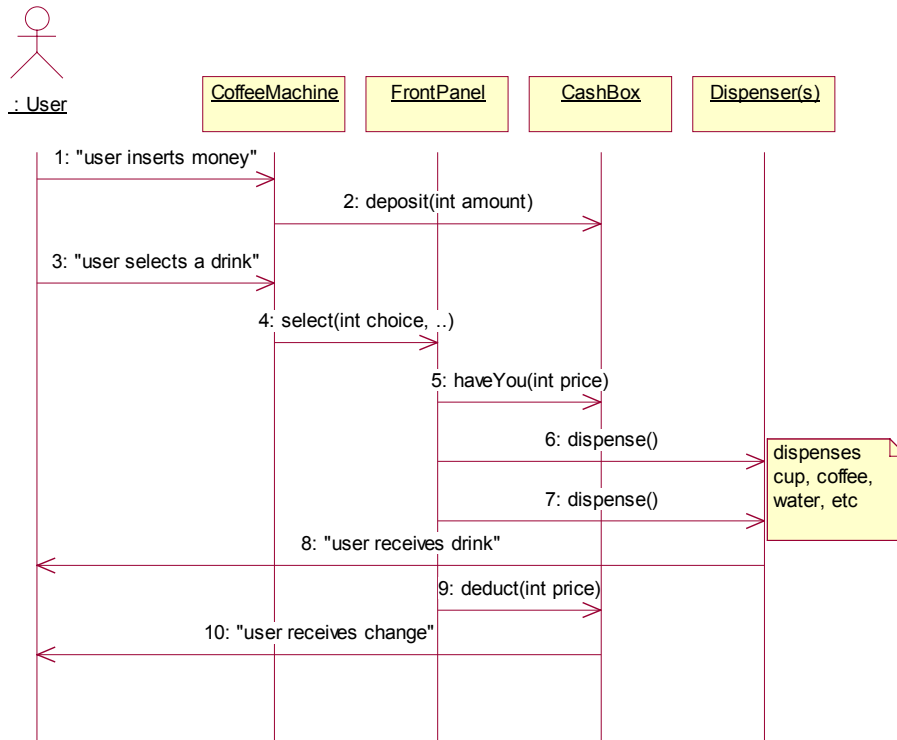 : User
CoffeeMachine
FrontPanel
CashBox
Dispenser(s)
1: "user inserts money"
2: deposit(int amount)
3: "user selects a drink"
4: select(int choice, ..)
5: haveYou(int price)
6: dispense()
dispenses
cup, coffee,
water, etc
7: dispense()
8: "user receives drink"
9: deduct(int price)
10: "user receives change"